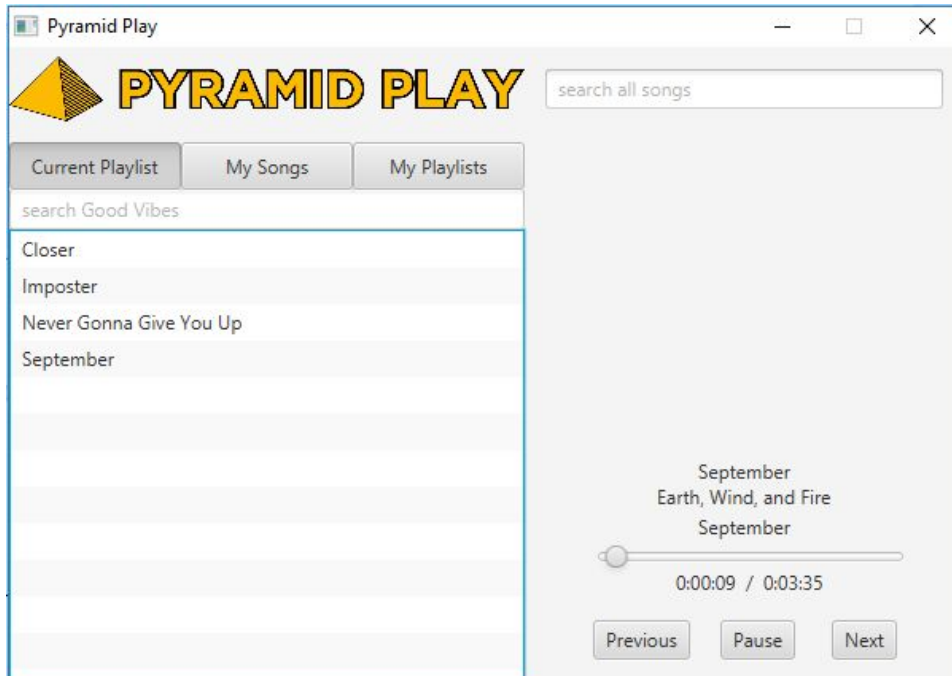 Pyramid Play
PYRAMID PLAY
search all songs
Current Playlist
My Songs
My Playlists
search Good Vibes
Closer
Imposter
Never Gonna Give You Up
September
September
Earth, Wind, and Fire
September
0:00:09 / 0:03:35
Previous
Pause
Next